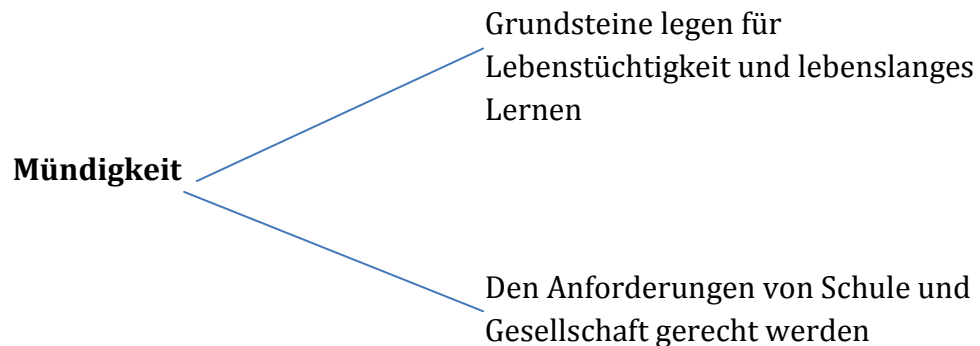 Grundsteine legen für
Lebenstüchtigkeit und lebenslanges
Lernen
Mündigkeit
Den Anforderungen von Schule und
Gesellschaft gerecht werden